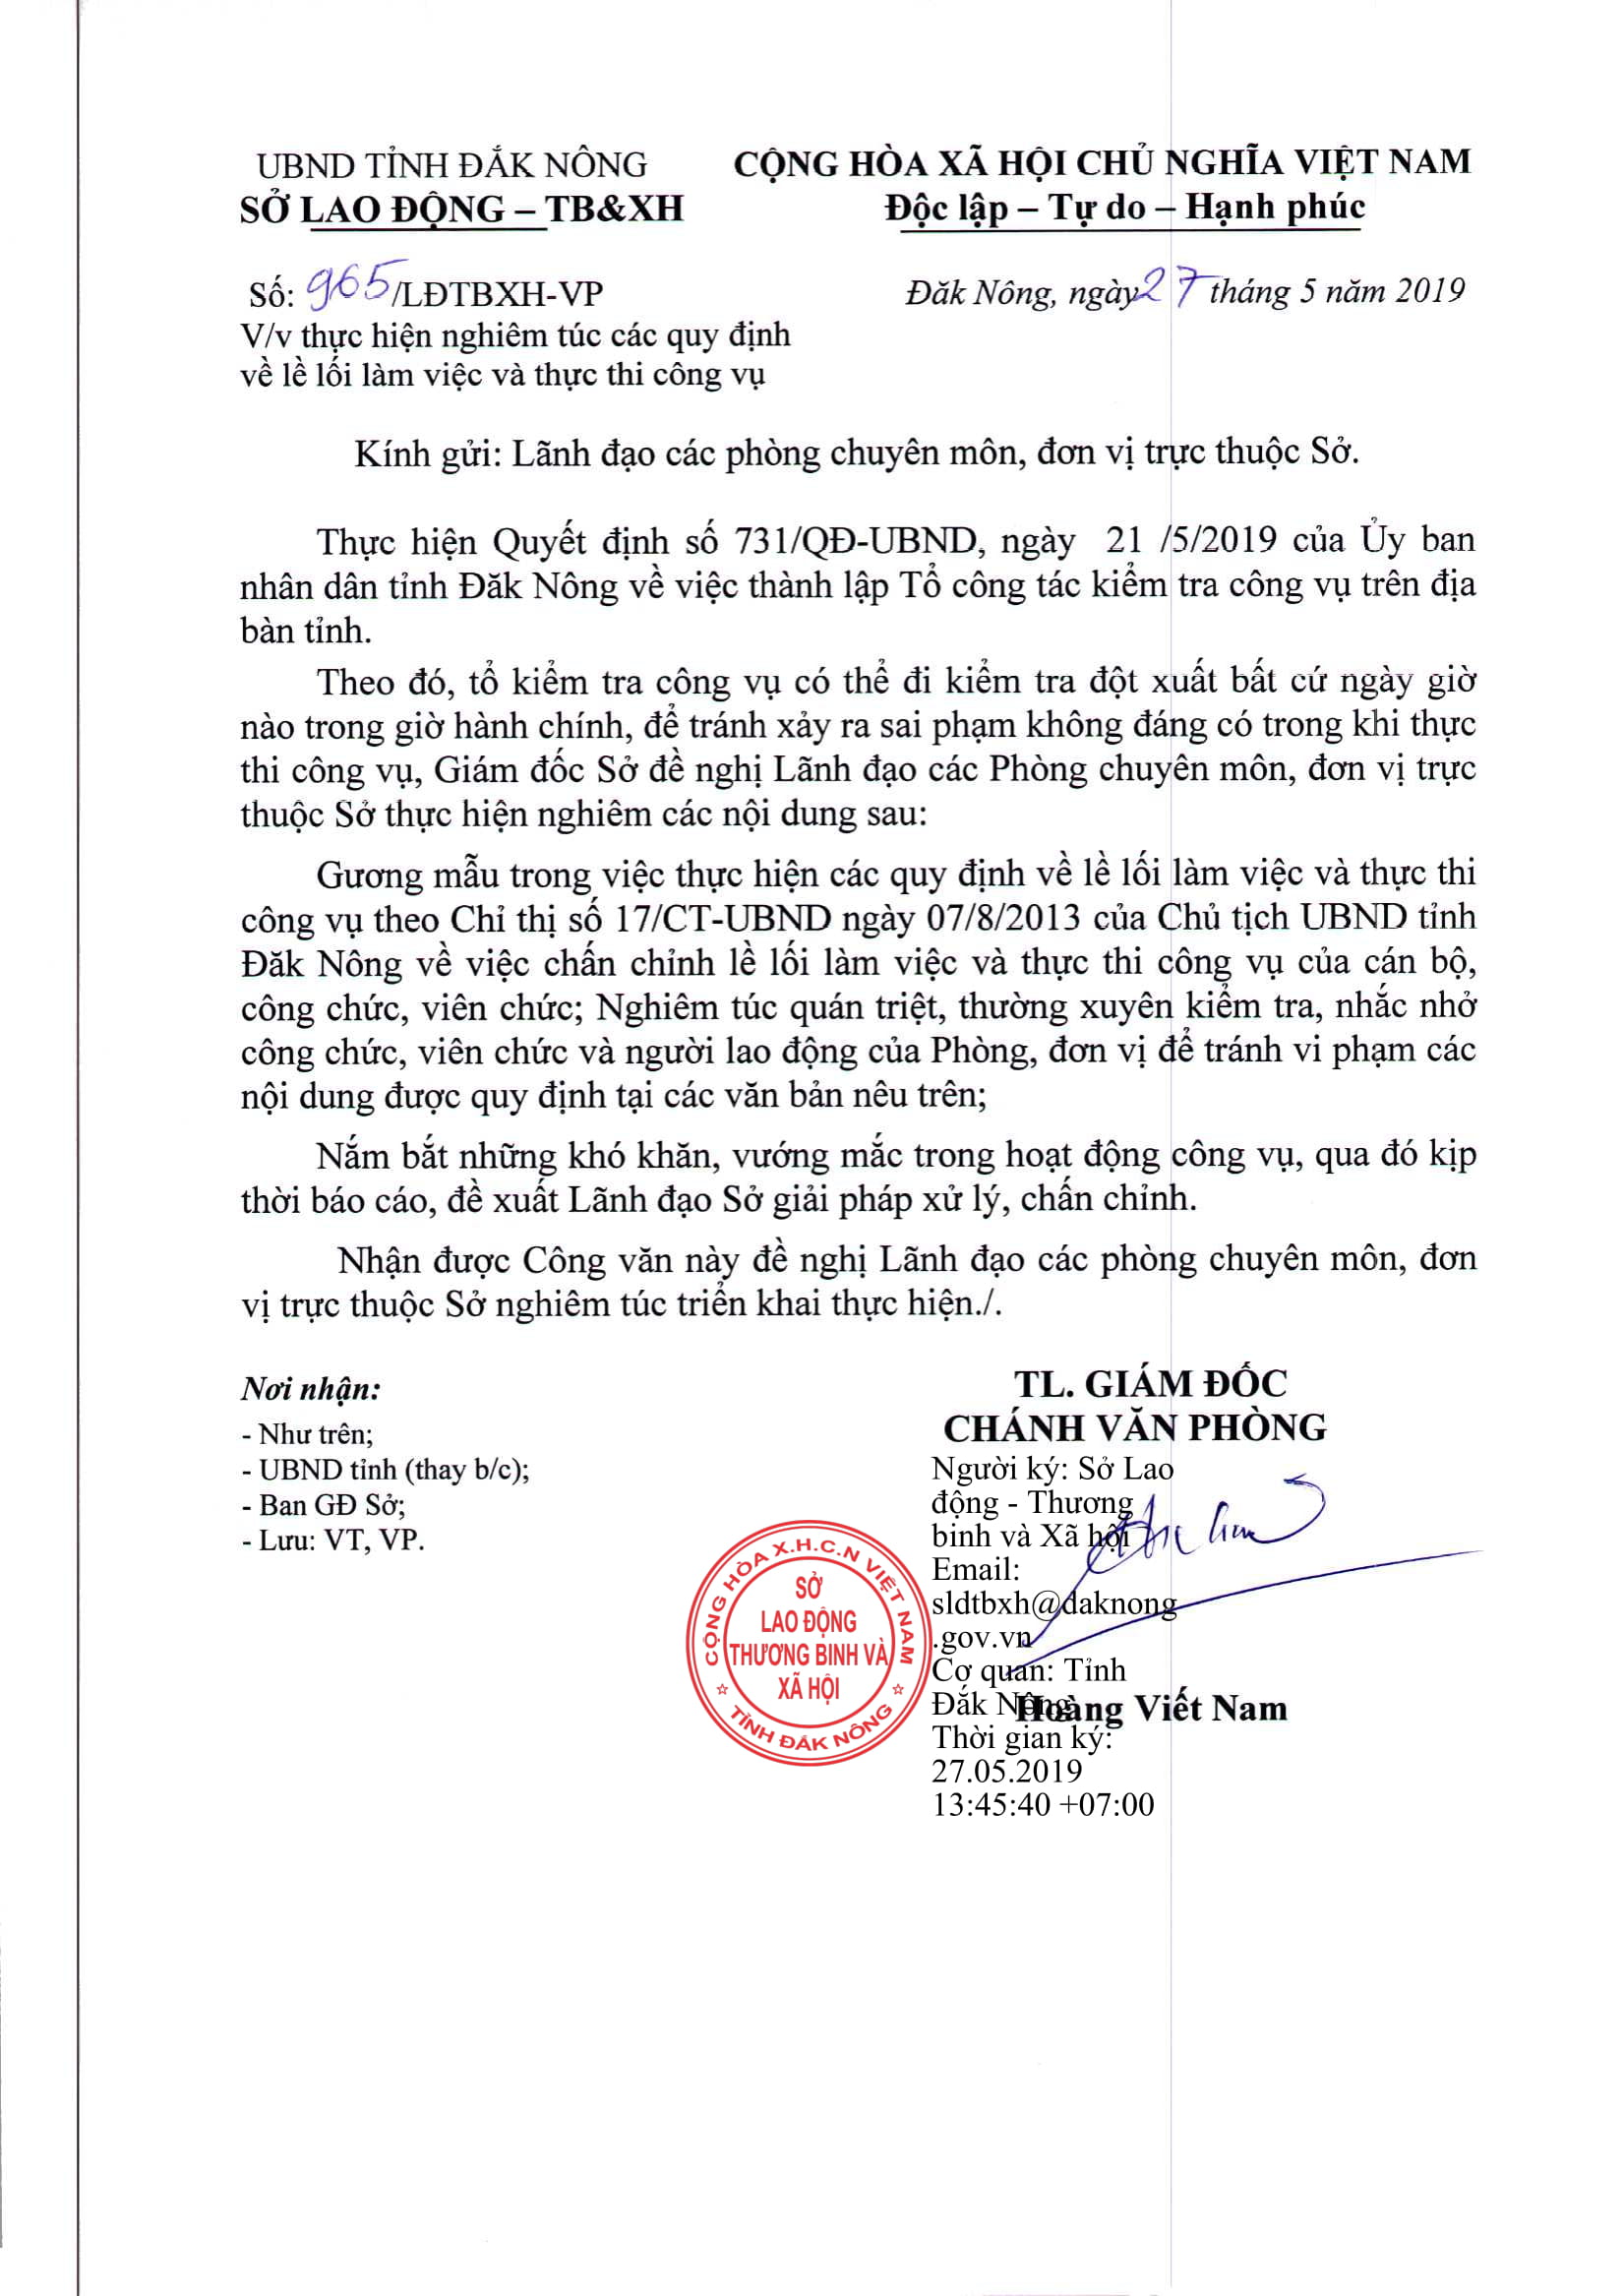 UBND TỈNH ĐẮK NÔNG
SỞ LAO ĐỘNG – TB&XH
CỘNG HÒA XÃ HỘI CHỦ NGHĨA VIỆT NAM
Độc lập – Tự do – Hạnh phúc
Số: 965/LĐTBXH-VP
V/v thực hiện nghiêm túc các quy định
về lề lối làm việc và thực thi công vụ
Đăk Nông, ngày 27 tháng 5 năm 2019
Kính gửi: Lãnh đạo các phòng chuyên môn, đơn vị trực thuộc Sở.
Thực hiện Quyết định số 731/QĐ-UBND, ngày 21 /5/2019 của Ủy ban
nhân dân tỉnh Đăk Nông về việc thành lập Tổ công tác kiểm tra công vụ trên địa
bàn tỉnh.
Theo đó, tổ kiểm tra công vụ có thể đi kiểm tra đột xuất bất cứ ngày giờ
nào trong giờ hành chính, để tránh xảy ra sai phạm không đáng có trong khi thực
thi công vụ, Giám đốc Sở đề nghị Lãnh đạo các Phòng chuyên môn, đơn vị trực
thuộc Sở thực hiện nghiêm các nội dung sau:
Gương mẫu trong việc thực hiện các quy định về lề lối làm việc và thực thi
công vụ theo Chỉ thị số 17/CT-UBND ngày 07/8/2013 của Chủ tịch UBND tỉnh
Đăk Nông về việc chấn chỉnh lề lối làm việc và thực thi công vụ của cán bộ,
công chức, viên chức; Nghiêm túc quán triệt, thường xuyên kiểm tra, nhắc nhở
công chức, viên chức và người lao động của Phòng, đơn vị để tránh vi phạm các
nội dung được quy định tại các văn bản nêu trên;
Nắm bắt những khó khăn, vướng mắc trong hoạt động công vụ, qua đó kịp
thời báo cáo, đề xuất Lãnh đạo Sở giải pháp xử lý, chấn chỉnh.
Nhận được Công văn này đề nghị Lãnh đạo các phòng chuyên môn, đơn
vị trực thuộc Sở nghiêm túc triển khai thực hiện./.
Nơi nhận:
- Như trên;
- UBND tỉnh (thay b/c);
- Ban GĐ Sở;
- Lưu: VT, VP.
TL. GIÁM ĐỐC
CHÁNH VĂN PHÒNG
Người ký: Sở Lao
động - Thương
binh và Xã hội
Email:
sldtbxh@daknong
.gov.vn
Cơ quan: Tỉnh
Đắk Nông
Thời gian ký:
27.05.2019
13:45:40 +07:00
Hoàng Viết Nam
CỘNG HÒA X.H.C.N VIỆT NAM
SỞ
LAO ĐỘNG
THƯƠNG BINH VÀ
XÃ HỘI
TỈNH ĐẮK NÔNG